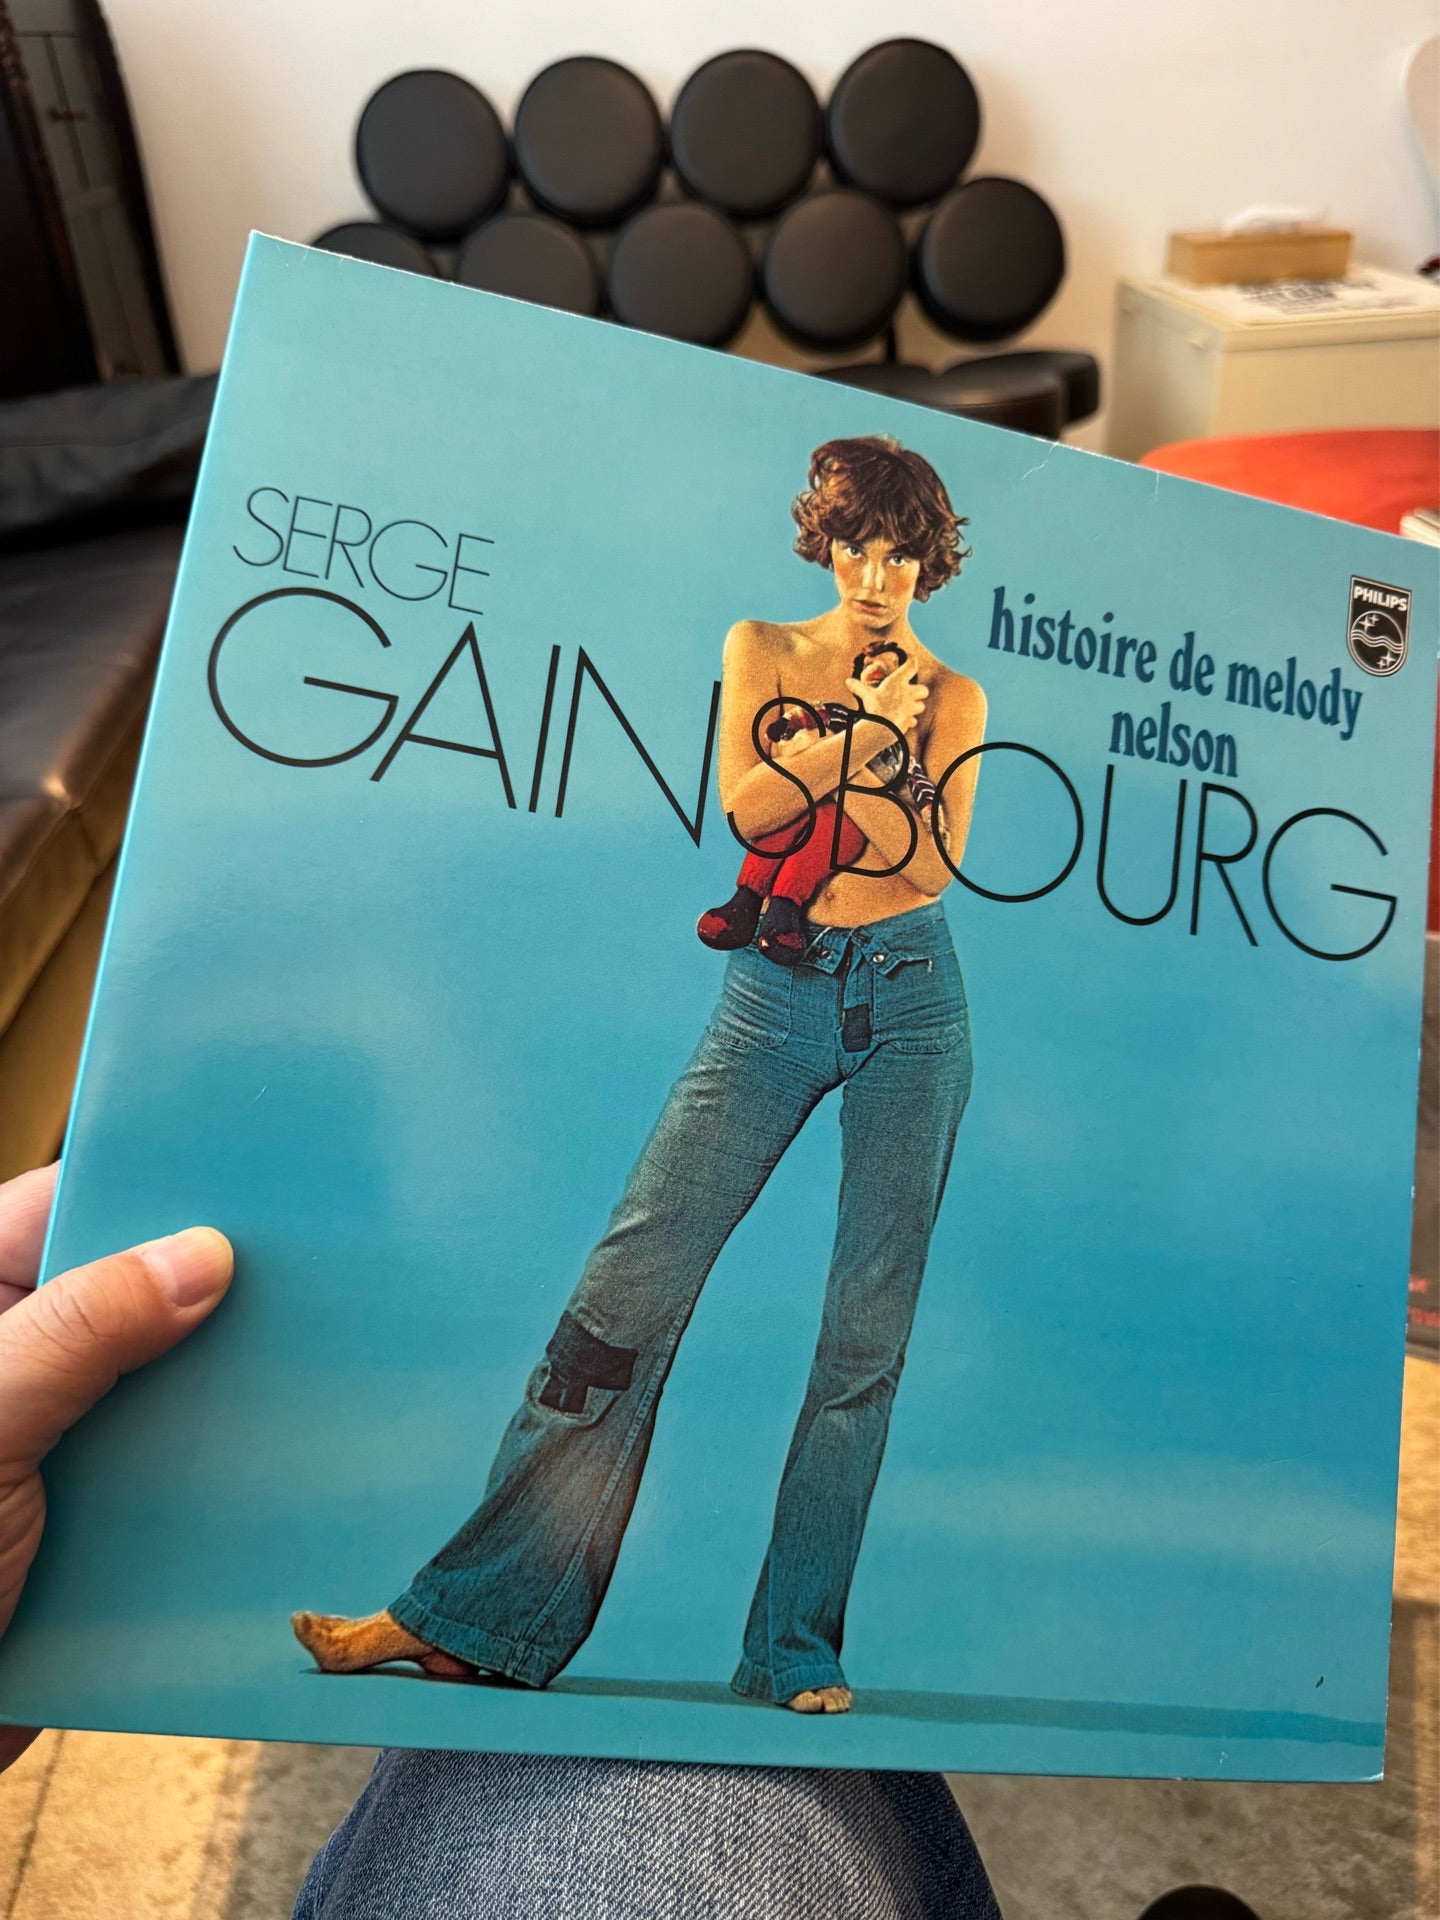 SERGE
GAINSBOURG
histoire de melody
nelson
PHILIPS